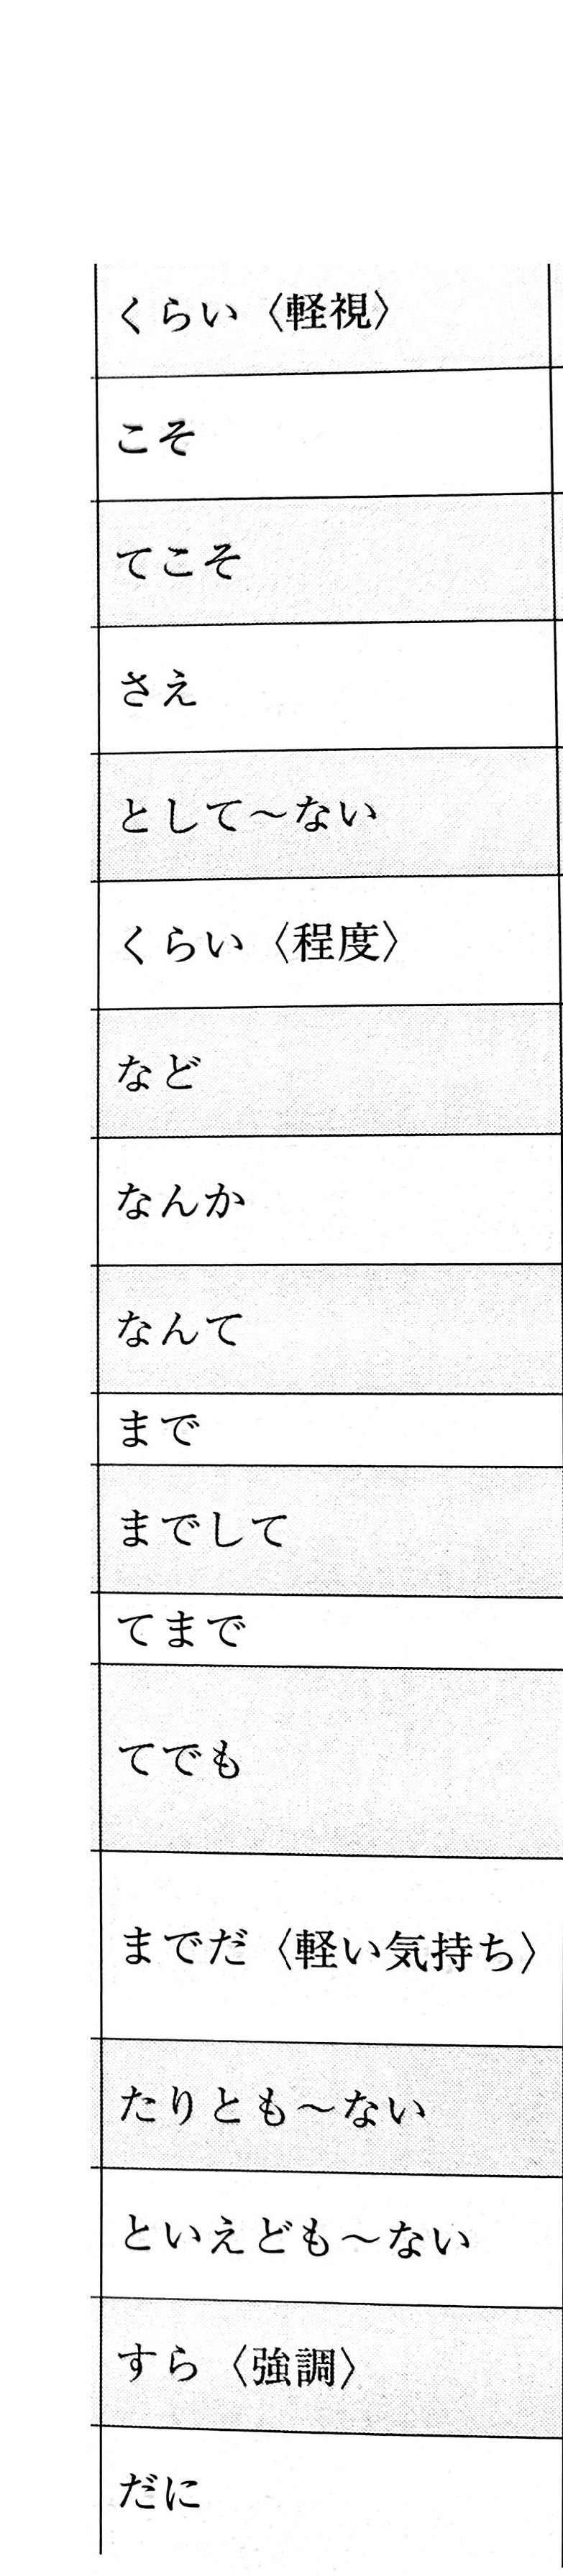 くらい〈軽視〉
こそ
てこそ
さえ
として～ない
くらい〈程度〉
など
なんか
なんて
まで
までして
てまで
てでも
までだ〈軽い気持ち〉
たりとも～ない
といえども～ない
すら〈強調〉
だに